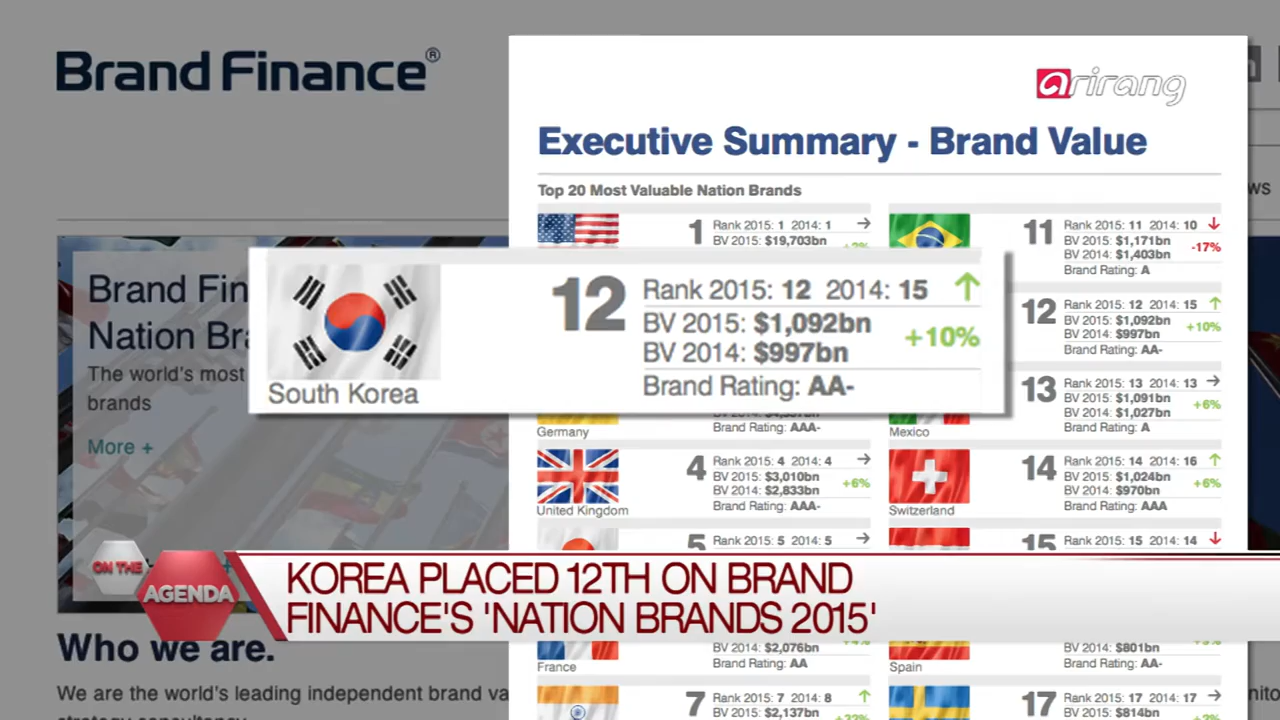 Brand Finance®
arirang
Executive Summary - Brand Value
Top 20 Most Valuable Nation Brands
1
Rank 2015: 1 2014: 1
BV 2015: $19,703bn
11
Rank 2015: 11 2014: 10
BV 2015: $1,171bn
BV 2014: $1,403bn
-17%
Brand Rating: A
12
Rank 2015: 12 2014: 15
BV 2015: $1,092bn
BV 2014: $997bn
+10%
Brand Rating: AA-
South Korea
12
Rank 2015: 12 2014: 15
BV 2015: $1,092bn
BV 2014: $997bn
+10%
Brand Rating: AA-
Brand Fin
Nation Bra
The world's most
brands
More +
13
Rank 2015: 13 2014: 13
BV 2015: $1,091bn
BV 2014: $1,027bn
+6%
Brand Rating: A
Mexico
Germany
Brand Rating: AAA-
United Kingdom
4
Rank 2015: 4 2014: 4
BV 2015: $3,010bn
BV 2014: $2,833bn
+6%
Brand Rating: AAA-
Switzerland
14
Rank 2015: 14 2014: 16
BV 2015: $1,024bn
BV 2014: $970bn
+6%
Brand Rating: AAA
5
Rank 2015: 5 2014: 5
15
Rank 2015: 15 2014: 14
ON THE
AGENDA
KOREA PLACED 12TH ON BRAND
FINANCE'S 'NATION BRANDS 2015'
Who we are.
We are the world's leading independent brand va
France
BV 2014: $2,076bn
Brand Rating: AA
Spain
BV 2014: $801bn
Brand Rating: AA-
7
Rank 2015: 7 2014: 8
BV 2015: $2,137bn
17
Rank 2015: 17 2014: 17
BV 2015: $814bn